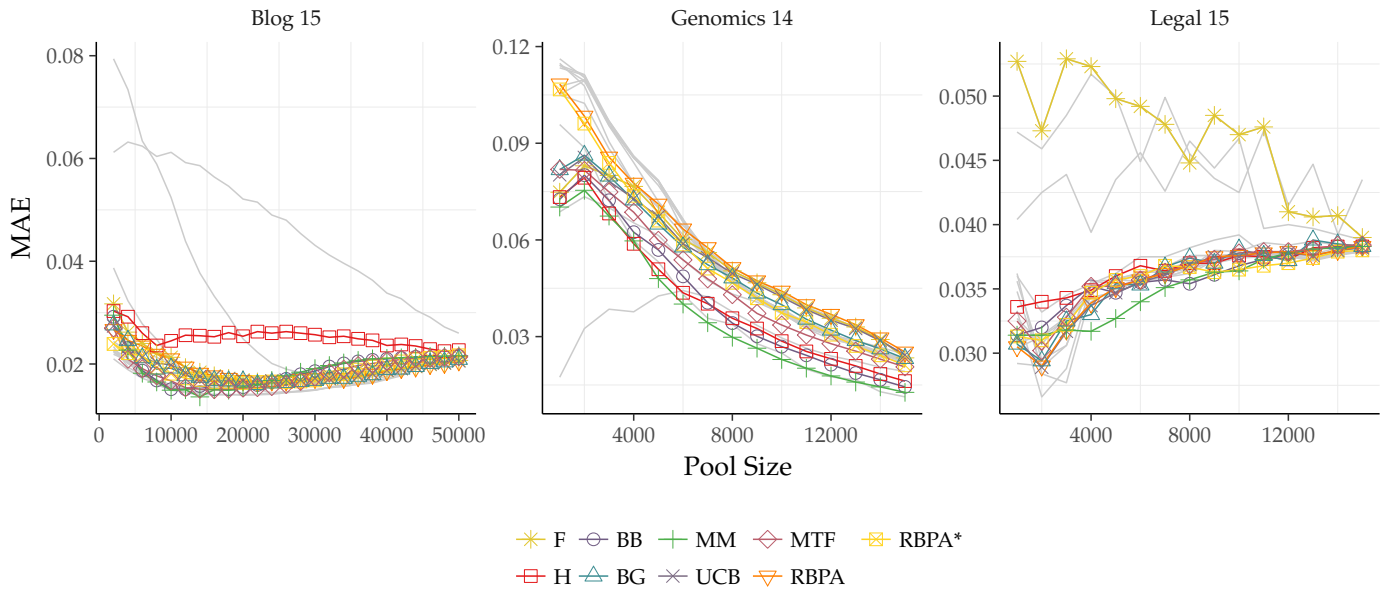 Blog 15 Genomics 14 Legal 15
MAE
0.08
0.06
0.04
0.02
0 10000 20000 30000 40000 50000
0.12
0.09
0.06
0.03
4000 8000 12000
0.050
0.045
0.040
0.035
0.030
4000 8000 12000
Pool Size
F BB MM MTF RBPA*
H BG UCB RBPA